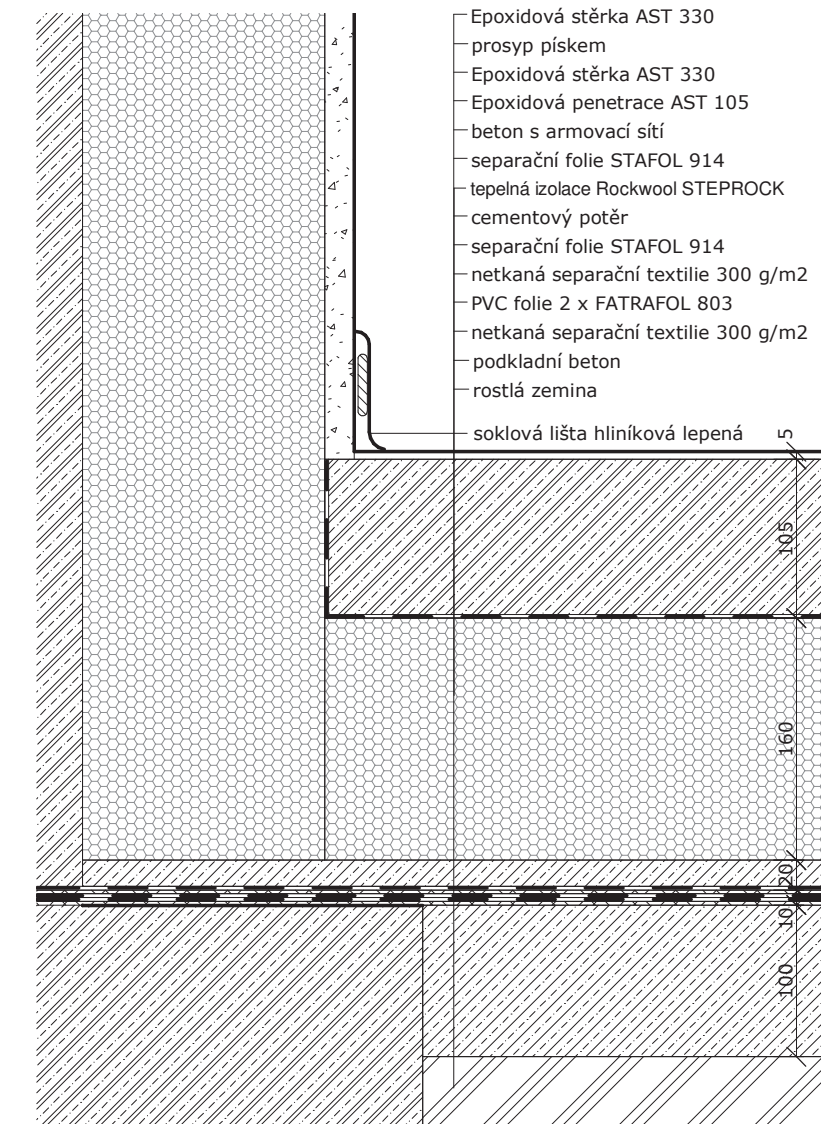 Epoxidová stěrka AST 330
prosyp pískem
Epoxidová stěrka AST 330
Epoxidová penetrace AST 105
beton s armovací sítí
separační folie STAFOL 914
tepelná izolace Rockwool STEPROCK
cementový potěr
separační folie STAFOL 914
netkaná separační textilie 300 g/m2
PVC folie 2 x FATRAFOL 803
netkaná separační textilie 300 g/m2
podkladní beton
rostlá zemina
soklová lišta hliníková lepená
5
105
160
20
10
100